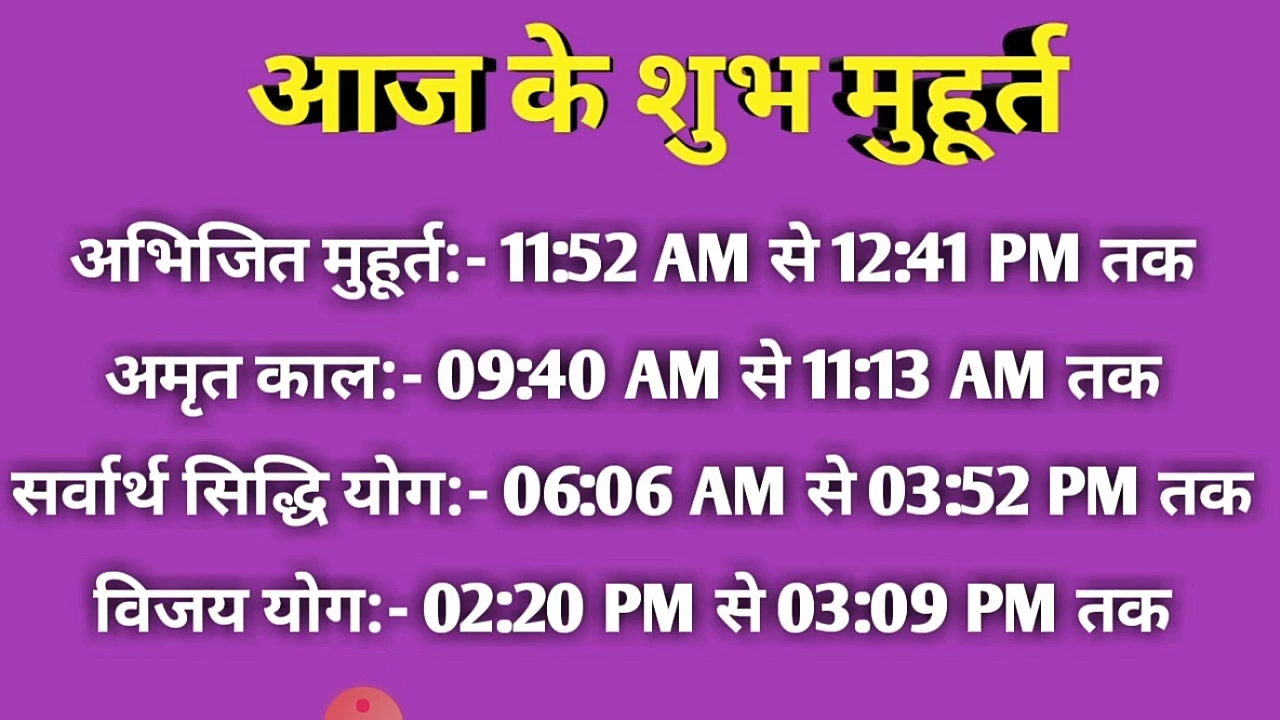 आज के शुभ मुहूर्त
अभिजित मुहूर्त:- 11:52 AM से 12:41 PM तक
अमृत काल:- 09:40 AM से 11:13 AM तक
सर्वार्थ सिद्धि योग:- 06:06 AM से 03:52 PM तक
विजय योग:- 02:20 PM से 03:09 PM तक